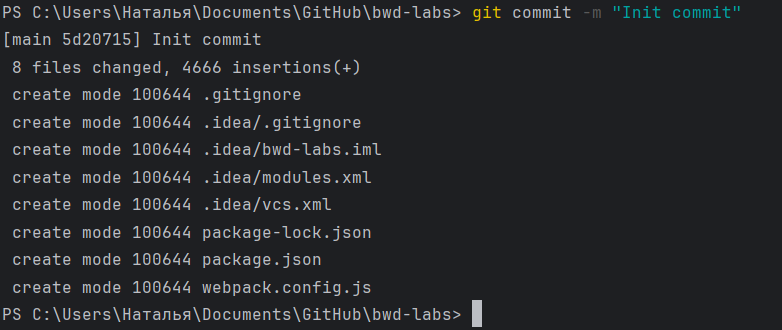 PS C:\Users\Наталья\Documents\GitHub\bwd-labs> git commit -m "Init commit"
[main 5d20715] Init commit
 8 files changed, 4666 insertions(+)
 create mode 100644 .gitignore
 create mode 100644 .idea/.gitignore
 create mode 100644 .idea/bwd-labs.iml
 create mode 100644 .idea/modules.xml
 create mode 100644 .idea/vcs.xml
 create mode 100644 package-lock.json
 create mode 100644 package.json
 create mode 100644 webpack.config.js
PS C:\Users\Наталья\Documents\GitHub\bwd-labs>